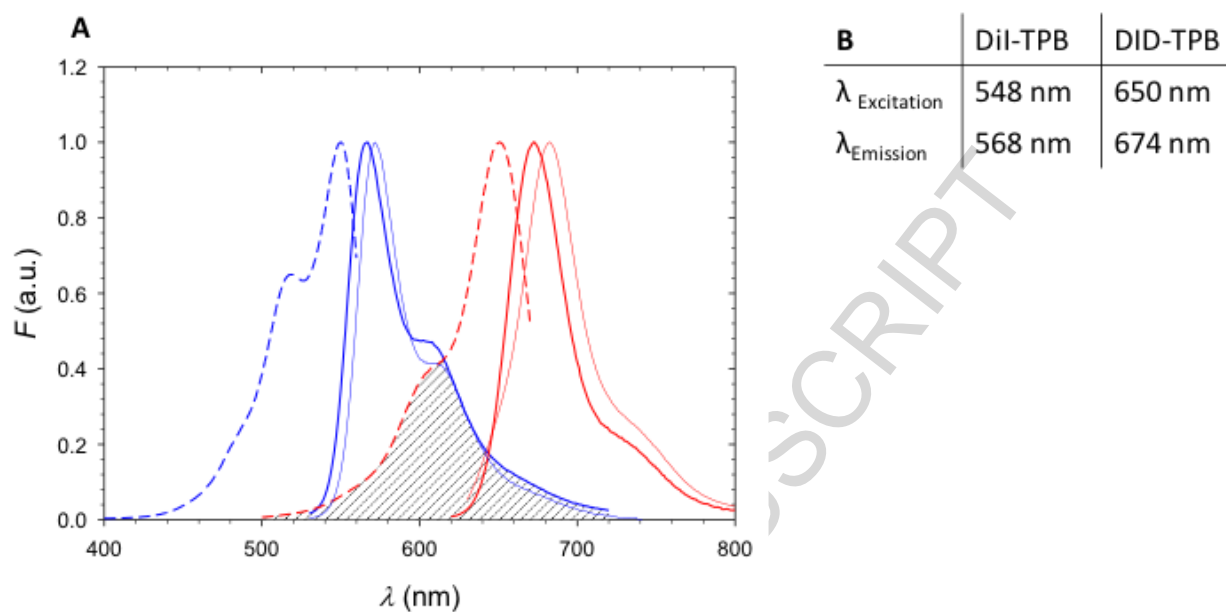 A
1.2
1.0
0.8
0.6
0.4
0.2
0.0
F (a.u.)
400 500 600 700 800
λ (nm)
B DiI-TPB DID-TPB
λ Excitation 548 nm 650 nm
λEmission 568 nm 674 nm
SCRIPT